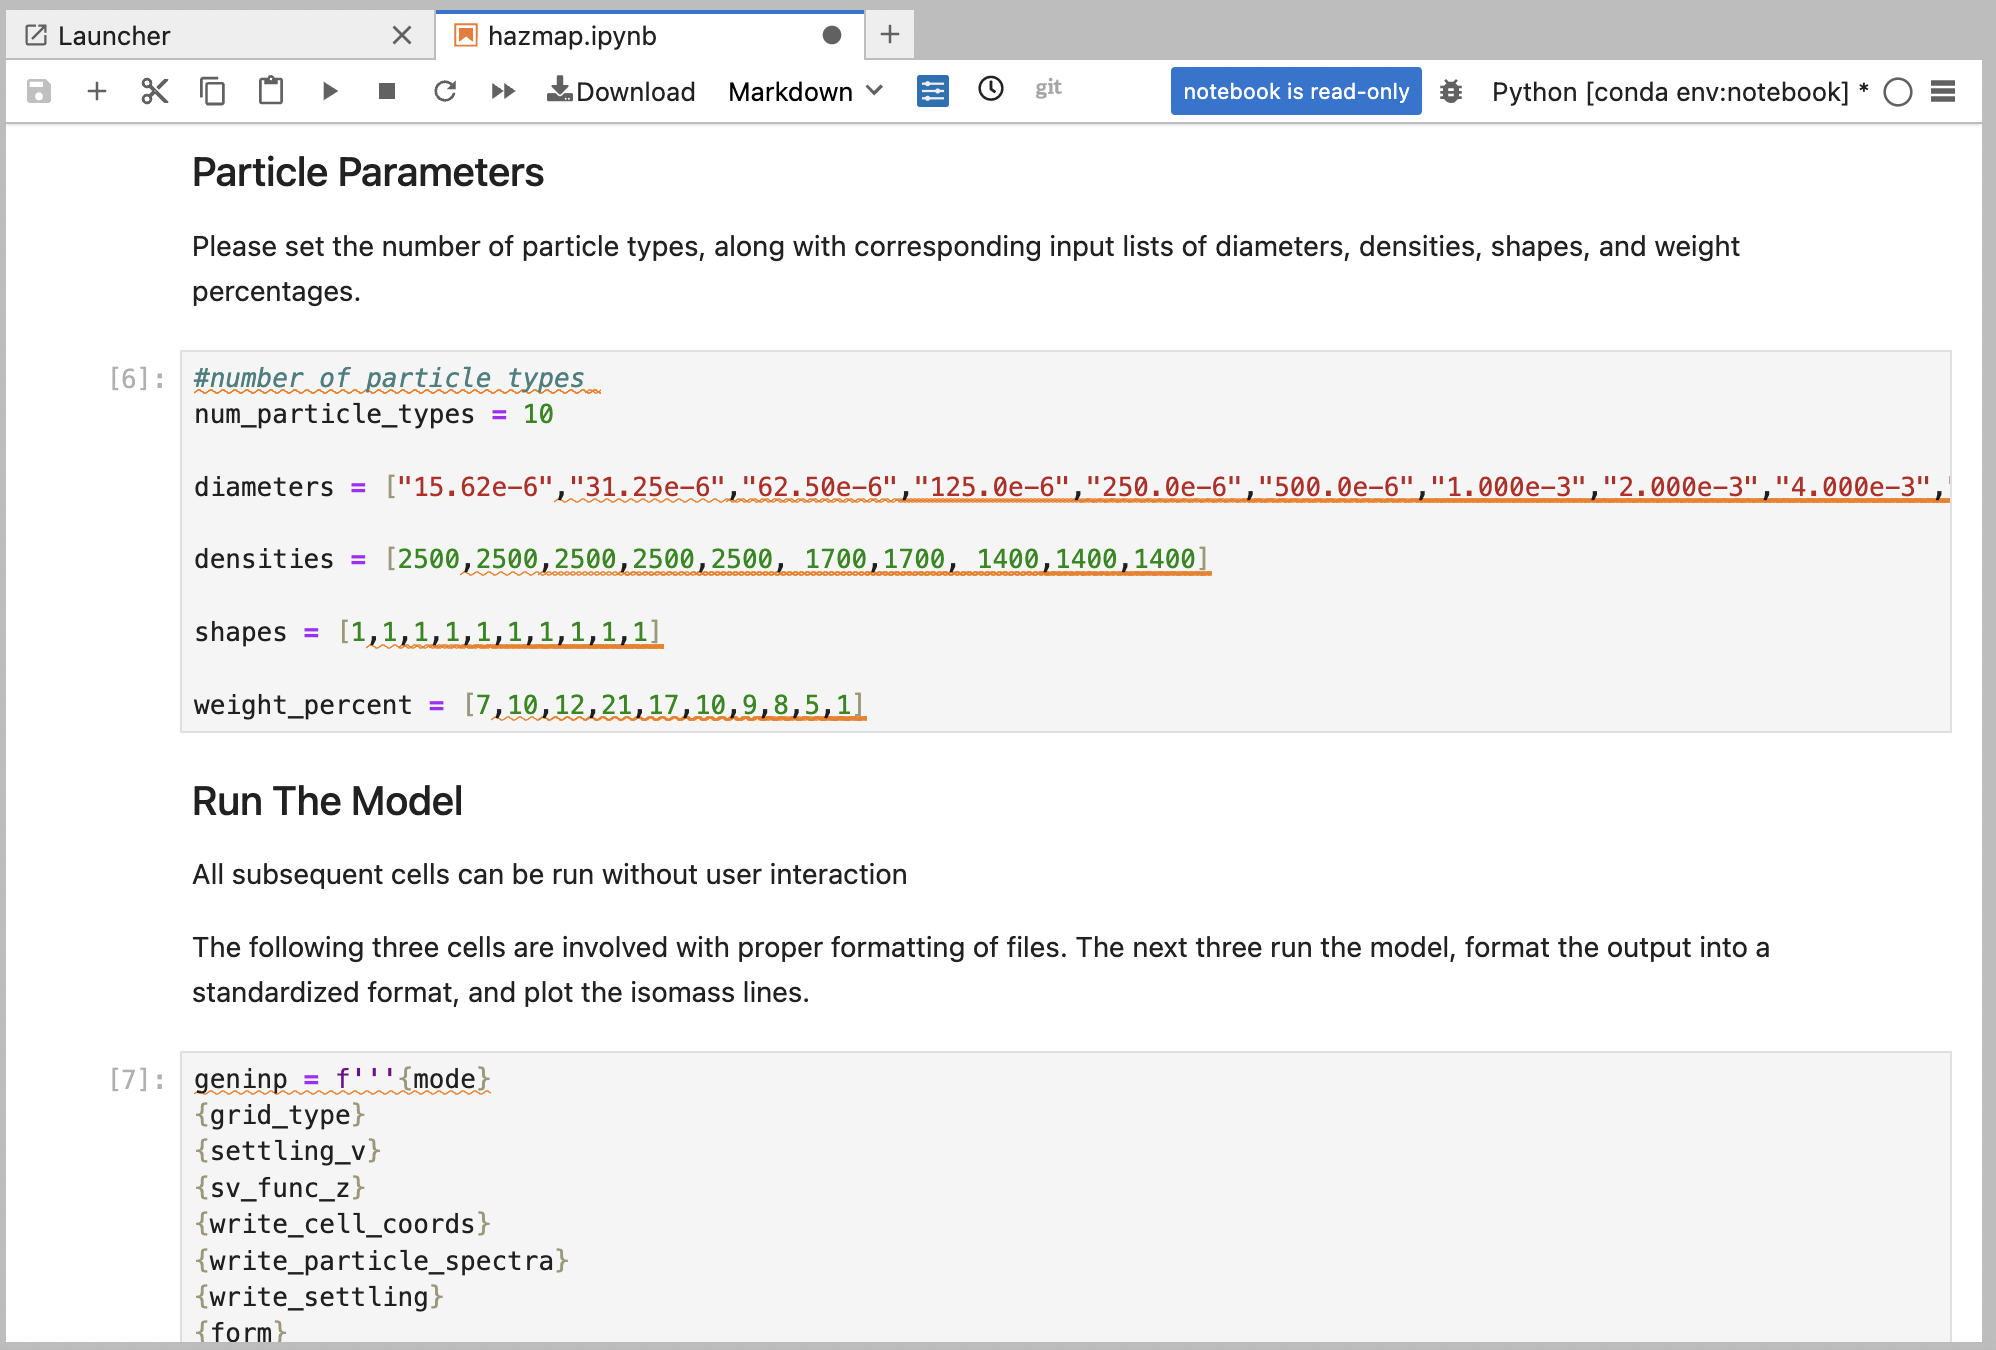 Launcher
hazmap.ipynb
Download Markdown git notebook is read-only Python [conda env:notebook] *
Particle Parameters
Please set the number of particle types, along with corresponding input lists of diameters, densities, shapes, and weight
percentages.
[6]:
#number of particle types
num_particle_types = 10
diameters = ["15.62e-6","31.25e-6","62.50e-6","125.0e-6","250.0e-6","500.0e-6","1.000e-3","2.000e-3","4.000e-3",
densities = [2500,2500,2500,2500,2500, 1700,1700, 1400,1400,1400]
shapes = [1,1,1,1,1,1,1,1,1,1]
weight_percent = [7,10,12,21,17,10,9,8,5,1]
Run The Model
All subsequent cells can be run without user interaction
The following three cells are involved with proper formatting of files. The next three run the model, format the output into a
standardized format, and plot the isomass lines.
[7]:
geninp = f'''{mode}
{grid_type}
{settling_v}
{sv_func_z}
{write_cell_coords}
{write_particle_spectra}
{write_settling}
{form}